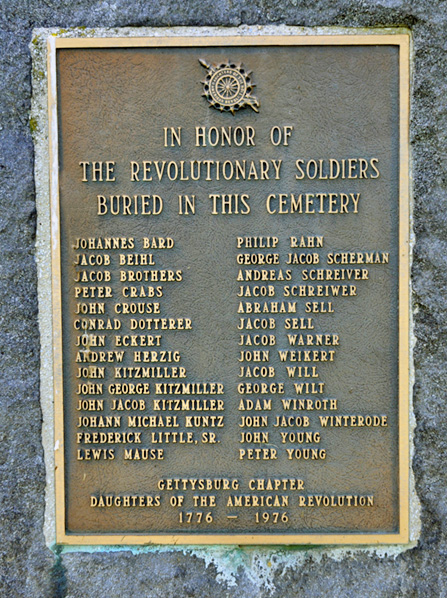 IN HONOR OF
THE REVOLUTIONARY SOLDIERS
BURIED IN THIS CEMETERY
JOHANNES BARD
JACOB BEIHL
JACOB BROTHERS
PETER CRABS
JOHN CROUSE
CONRAD DOTTERER
JOHN ECKERT
ANDREW HERZIG
JOHN KITZMILLER
JOHN GEORGE KITZMILLER
JOHN JACOB KITZMILLER
JOHANN MICHAEL KUNTZ
FREDERICK LITTLE, SR.
LEWIS MAUSE
PHILIP RAHN
GEORGE JACOB SCHERMAN
ANDREAS SCHREIVER
JACOB SCHREIWER
ABRAHAM SELL
JACOB SELL
JACOB WARNER
JOHN WEIKERT
JACOB WILL
GEORGE WILT
ADAM WINROTH
JOHN JACOB WINTERODE
JOHN YOUNG
PETER YOUNG
GETTYSBURG CHAPTER
DAUGHTERS OF THE AMERICAN REVOLUTION
1776 — 1976